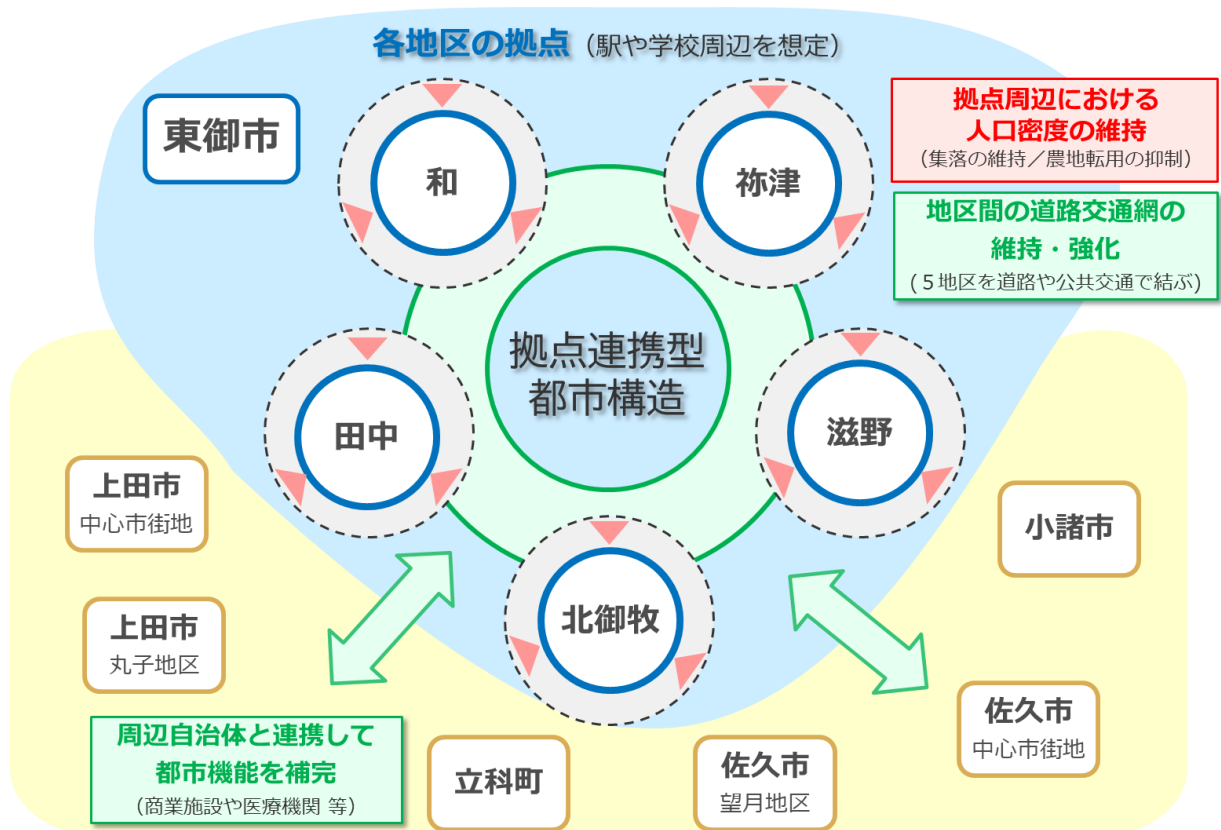 各地区の拠点（駅や学校周辺を想定）
東御市
和
祢津
拠点周辺における
人口密度の維持
（集落の維持／農地転用の抑制）
地区間の道路交通網の
維持・強化
(５地区を道路や公共交通で結ぶ)
拠点連携型
都市構造
田中
滋野
北御牧
上田市
中心市街地
上田市
丸子地区
小諸市
佐久市
中心市街地
周辺自治体と連携して
都市機能を補完
（商業施設や医療機関 等）
立科町
佐久市
望月地区